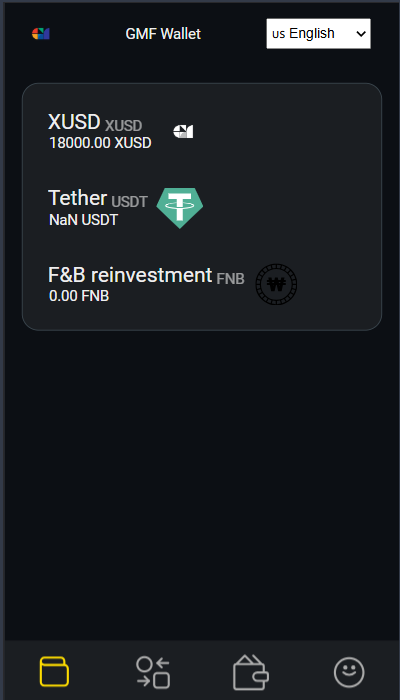 GMF Wallet
us English
XUSD XUSD
18000.00 XUSD
Tether USDT
NaN USDT
F&B reinvestment FNB
0.00 FNB